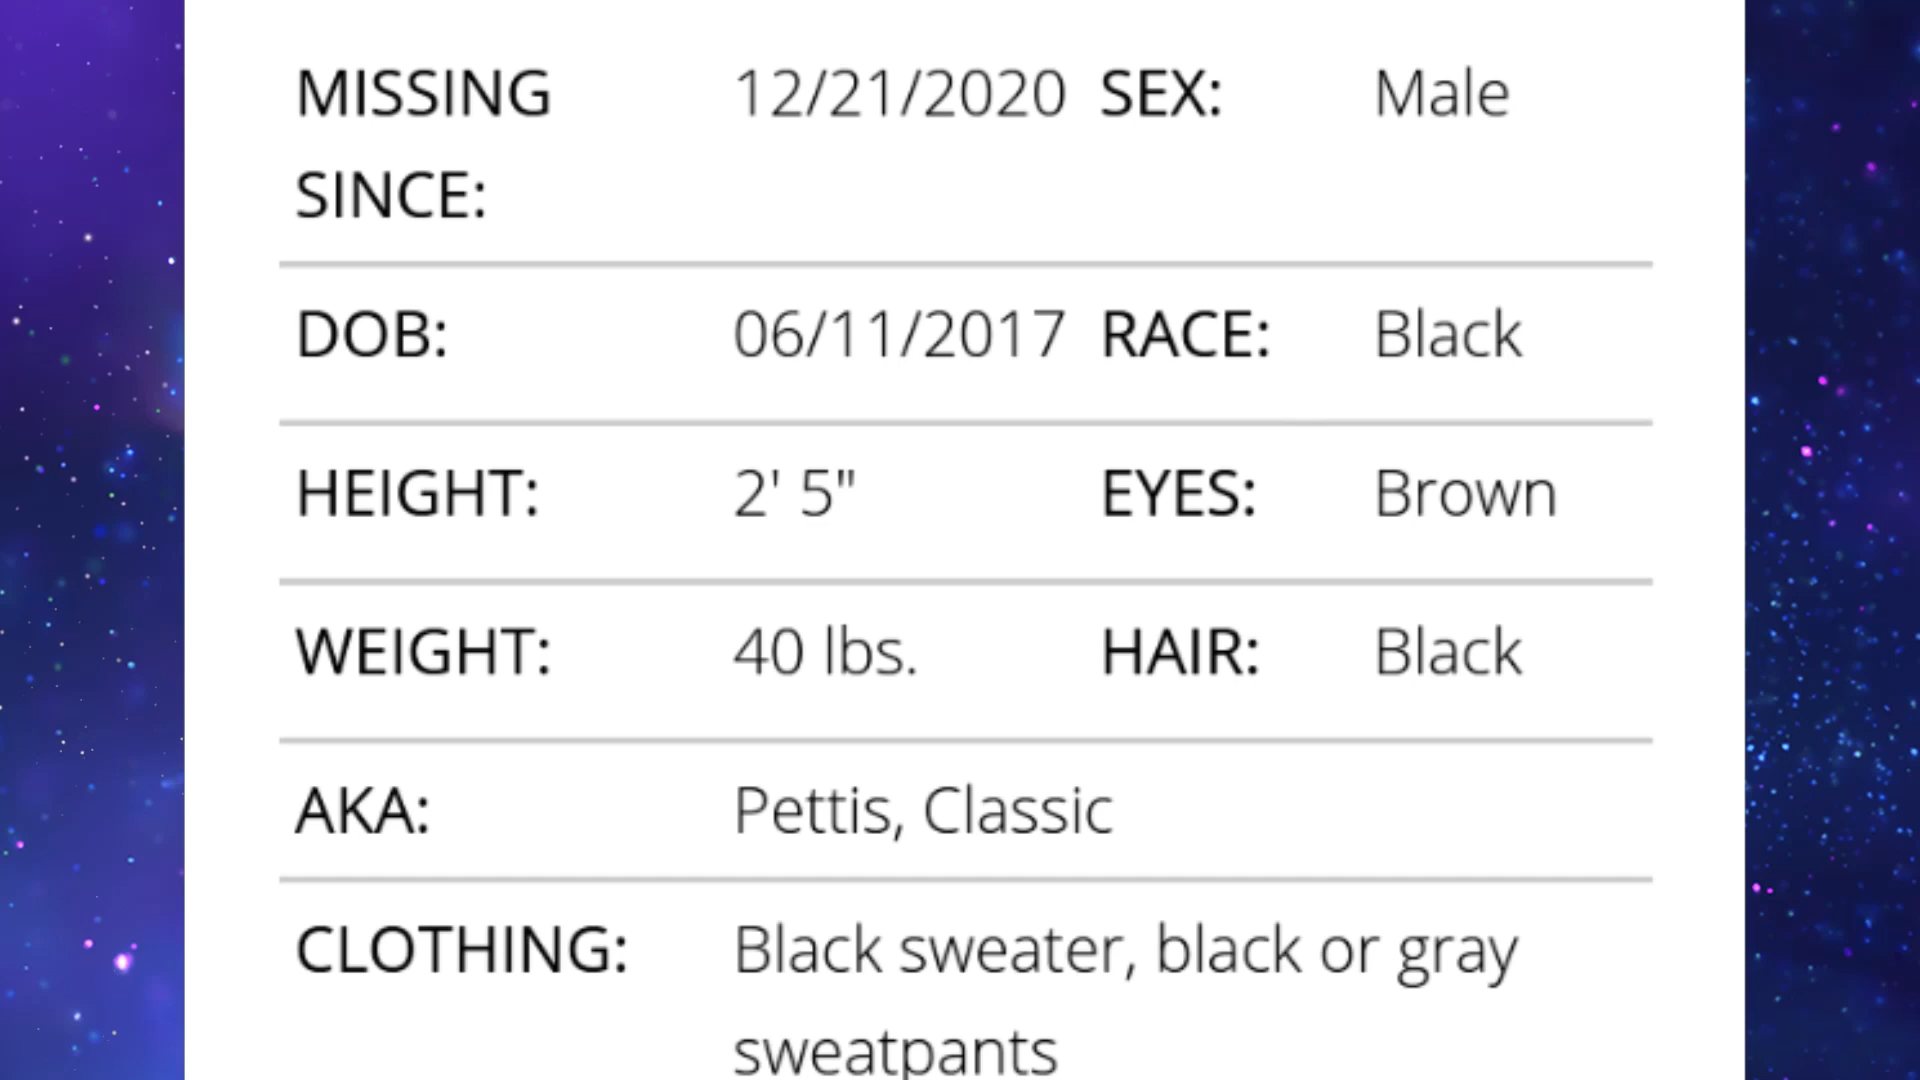 MISSING SINCE: 12/21/2020 SEX: Male
DOB: 06/11/2017 RACE: Black
HEIGHT: 2' 5" EYES: Brown
WEIGHT: 40 lbs. HAIR: Black
AKA: Pettis, Classic
CLOTHING: Black sweater, black or gray
sweatpants